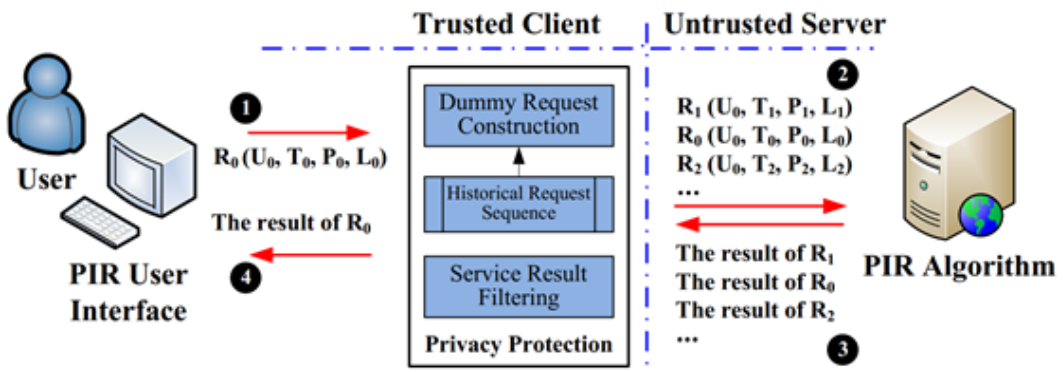 Trusted Client
Untrusted Server
1
R0 (U0, T0, P0, L0)
User
The result of R0
4
PIR User
Interface
Dummy Request
Construction
Historical Request
Sequence
Service Result
Filtering
Privacy Protection
2
R1 (U0, T1, P1, L1)
R0 (U0, T0, P0, L0)
R2 (U0, T2, P2, L2)
...
The result of R1
The result of R0
The result of R2
...
3
PIR Algorithm